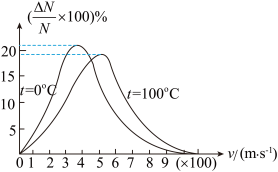 (ΔN/N×100)%
20
15
10
5
t=0°C
t=100°C
0 1 2 3 4 5 6 7 8 9 (×100)
v/(m·s⁻¹)